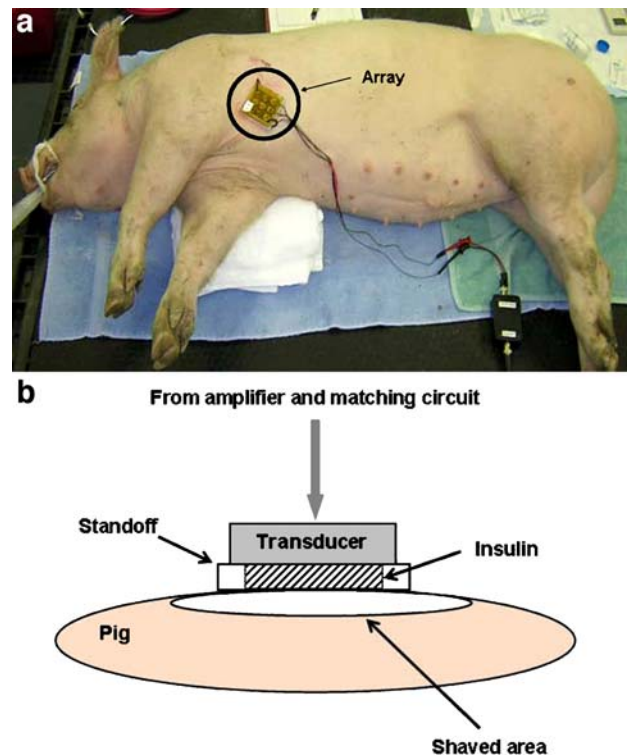 a
Array
b
From amplifier and matching circuit
Standoff
Transducer
Insulin
Pig
Shaved area